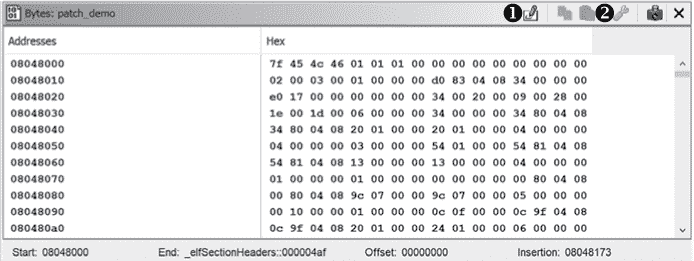 Bytes: patch_demo
1 2
Addresses Hex
08048000 7f 45 4c 46 01 01 01 00 00 00 00 00 00 00 00 00
08048010 02 00 03 00 01 00 00 00 d0 83 04 08 34 00 00 00
08048020 e0 17 00 00 00 00 00 00 34 00 20 00 09 00 28 00
08048030 1e 00 1d 00 06 00 00 00 34 00 00 00 34 80 04 08
08048040 34 80 04 08 20 01 00 00 20 01 00 00 04 00 00 00
08048050 04 00 00 00 03 00 00 00 54 01 00 00 54 81 04 08
08048060 54 81 04 08 13 00 00 00 13 00 00 00 04 00 00 00
08048070 01 00 00 00 01 00 00 00 00 00 00 00 00 80 04 08
08048080 00 80 04 08 9c 07 00 00 9c 07 00 00 05 00 00 00
08048090 00 10 00 00 01 00 00 00 0c 0f 00 00 0c 9f 04 08
080480a0 0c 9f 04 08 20 01 00 00 24 01 00 00 06 00 00 00
Start: 08048000 End: _elfSectionHeaders::000004af Offset: 00000000 Insertion: 08048173